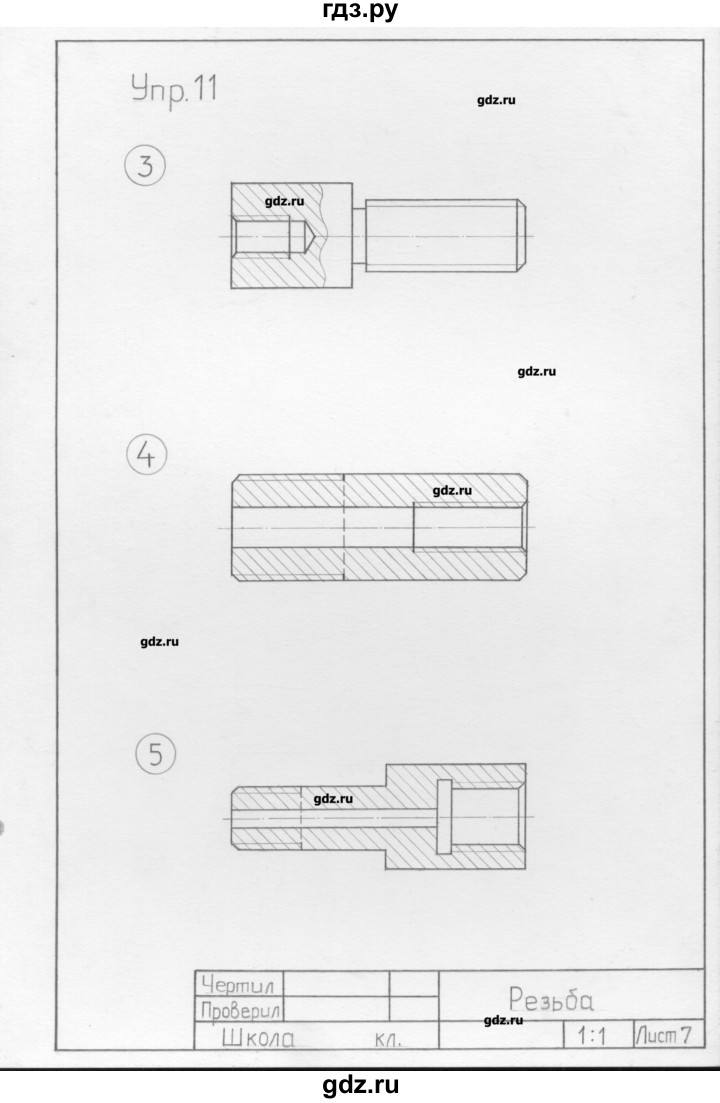 гдз.ру
Упр. 11
gdz.ru
3
gdz.ru
gdz.ru
4
gdz.ru
gdz.ru
5
gdz.ru
Чертил
Резьба
Проверил
gdz.ru
Школа кл. 1:1 Лист 7
gdz.ru